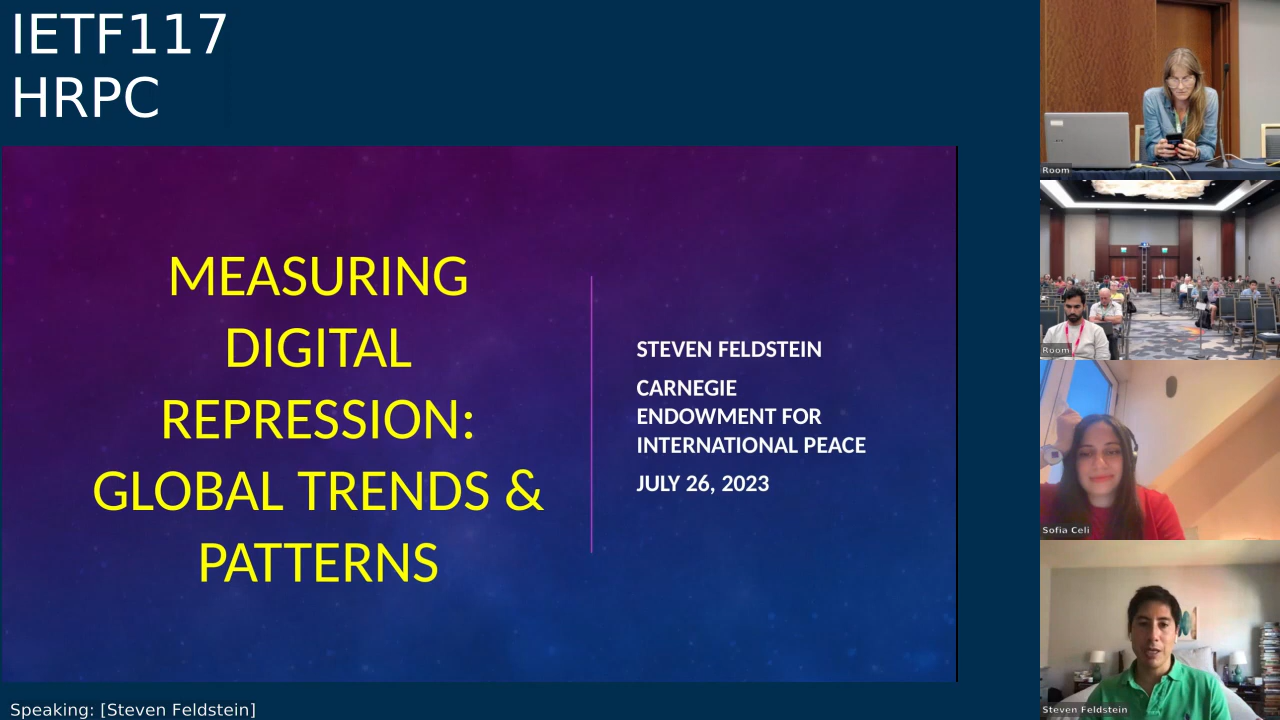 IETF117
HRPC
MEASURING
DIGITAL
REPRESSION:
GLOBAL TRENDS &
PATTERNS
STEVEN FELDSTEIN
CARNEGIE
ENDOWMENT FOR
INTERNATIONAL PEACE
JULY 26, 2023
Room
Room
Sofia Celi
Steven Feldstein
Speaking: [Steven Feldstein]